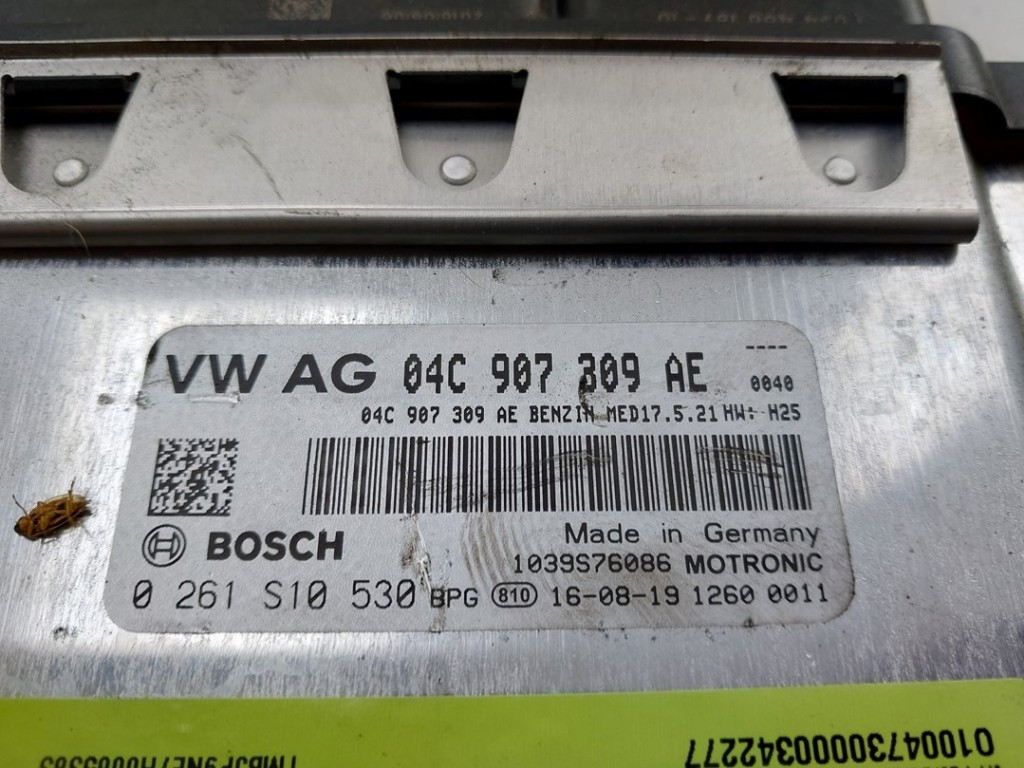 VW AG 04C 907 309 AE ----
0040
04C 907 309 AE BENZIN MED17.5.21 HW: H25
BOSCH Made in Germany
1039S76086 MOTRONIC
0 261 S10 530 BPG 810 16-08-19 1260 0011
0100473000034227​7